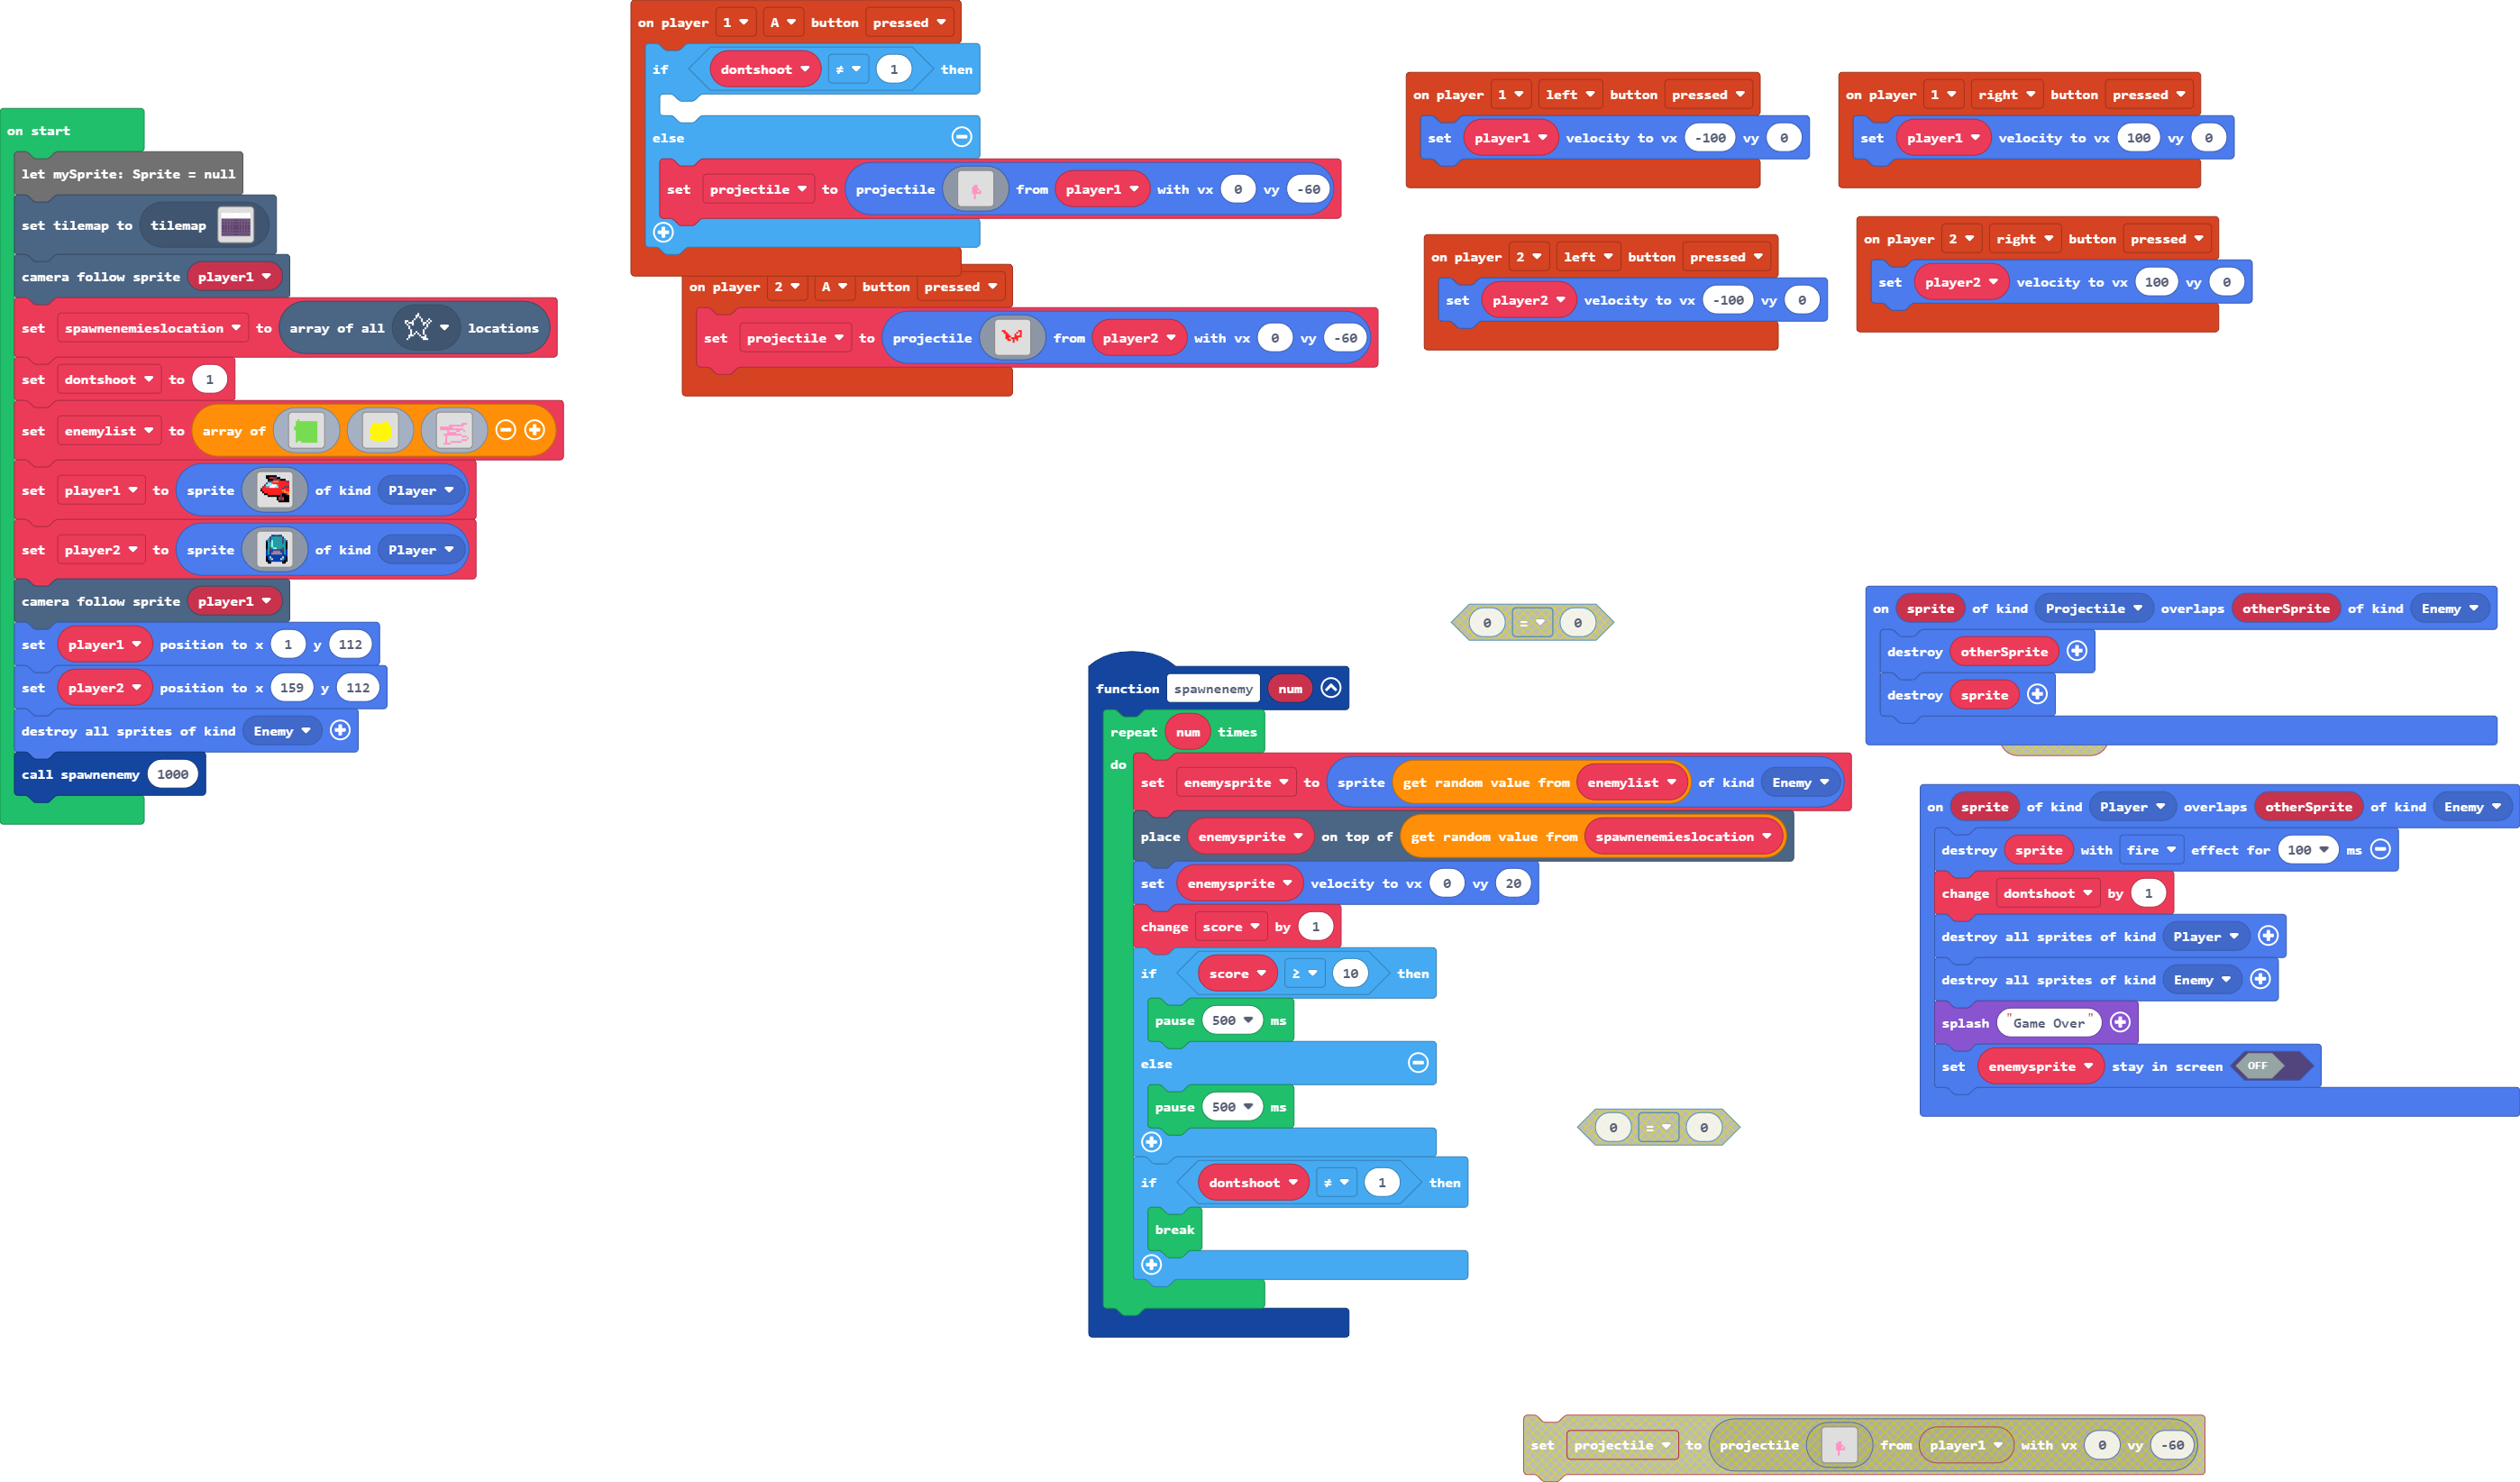 on start
let mySprite: Sprite = null
set tilemap to tilemap
camera follow sprite player1
set spawnenemieslocation to array of all locations
set dontshoot to 1
set enemylist to array of
set player1 to sprite of kind Player
set player2 to sprite of kind Player
camera follow sprite player1
set player1 position to x 1 y 112
set player2 position to x 159 y 112
destroy all sprites of kind Enemy
call spawnenemy 1000
on player 1 A button pressed
if dontshoot ≠ 1 then
else
set projectile to projectile from player1 with vx 0 vy -60
on player 2 A button pressed
set projectile to projectile from player2 with vx 0 vy -60
on player 1 left button pressed
set player1 velocity to vx -100 vy 0
on player 1 right button pressed
set player1 velocity to vx 100 vy 0
on player 2 left button pressed
set player2 velocity to vx -100 vy 0
on player 2 right button pressed
set player2 velocity to vx 100 vy 0
0 = 0
function spawnenemy num
repeat num times
do
set enemysprite to sprite get random value from enemylist of kind Enemy
place enemysprite on top of get random value from spawnenemieslocation
set enemysprite velocity to vx 0 vy 20
change score by 1
if score ≥ 10 then
pause 500 ms
else
pause 500 ms
if dontshoot ≠ 1 then
break
0 = 0
on sprite of kind Projectile overlaps otherSprite of kind Enemy
destroy otherSprite
destroy sprite
on sprite of kind Player overlaps otherSprite of kind Enemy
destroy sprite with fire effect for 100 ms
change dontshoot by 1
destroy all sprites of kind Player
destroy all sprites of kind Enemy
splash "Game Over"
set enemysprite stay in screen OFF
set projectile to projectile from player1 with vx 0 vy -60